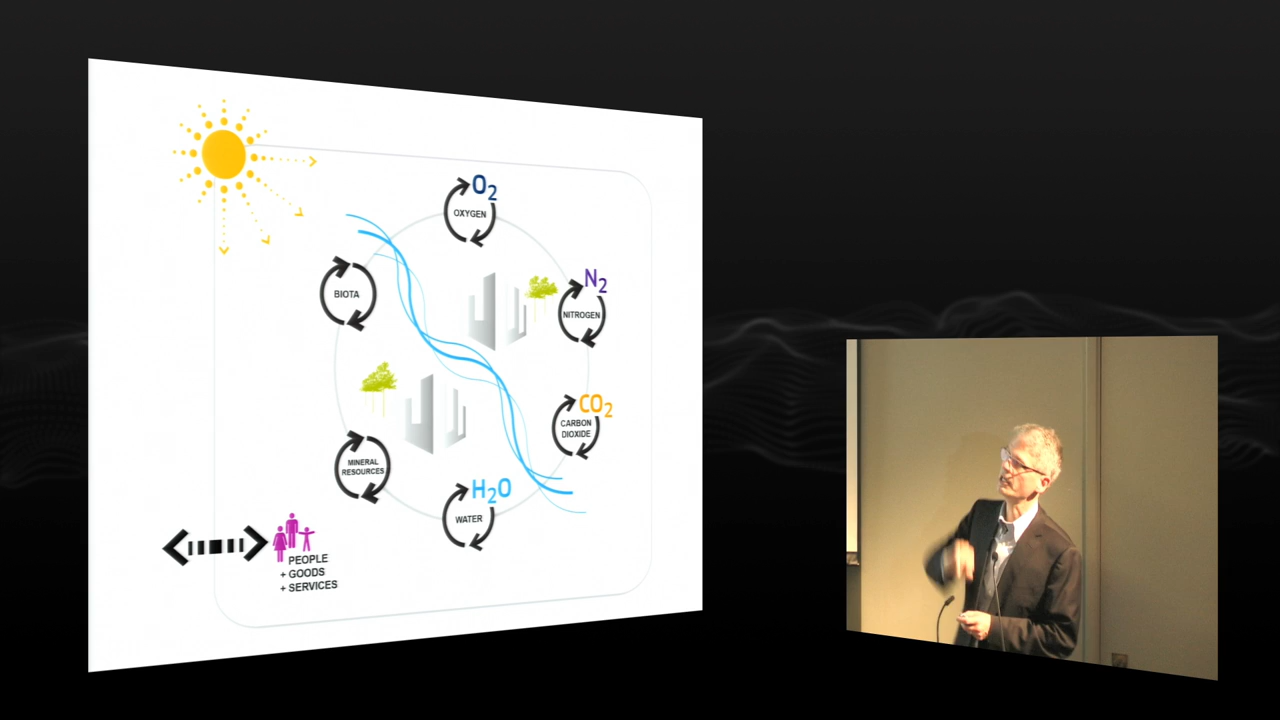 O2
OXYGEN
N2
NITROGEN
BIOTA
CO2
CARBON
DIOXIDE
MINERAL
RESOURCES
H2O
WATER
PEOPLE
+ GOODS
+ SERVICES